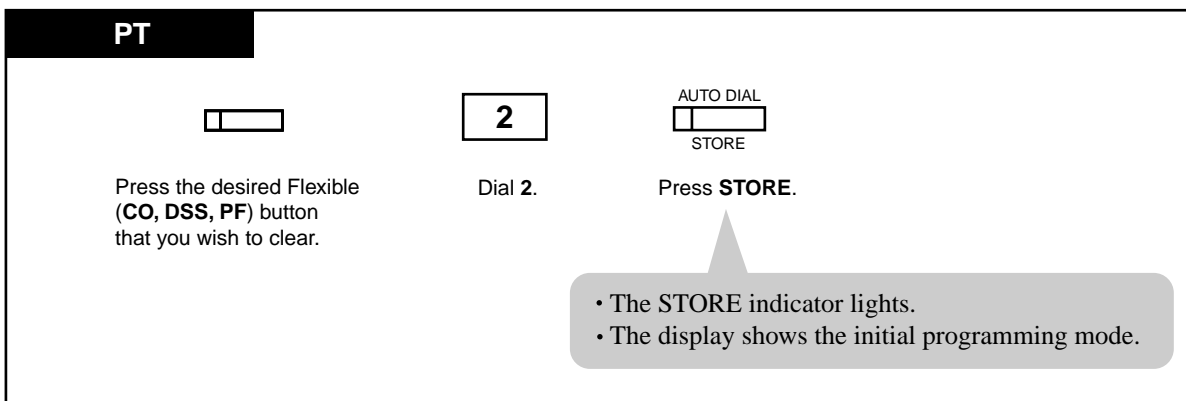 PT
2
AUTO DIAL
STORE
Press the desired Flexible
(CO, DSS, PF) button
that you wish to clear.
Dial 2.
Press STORE.
• The STORE indicator lights.
• The display shows the initial programming mode.